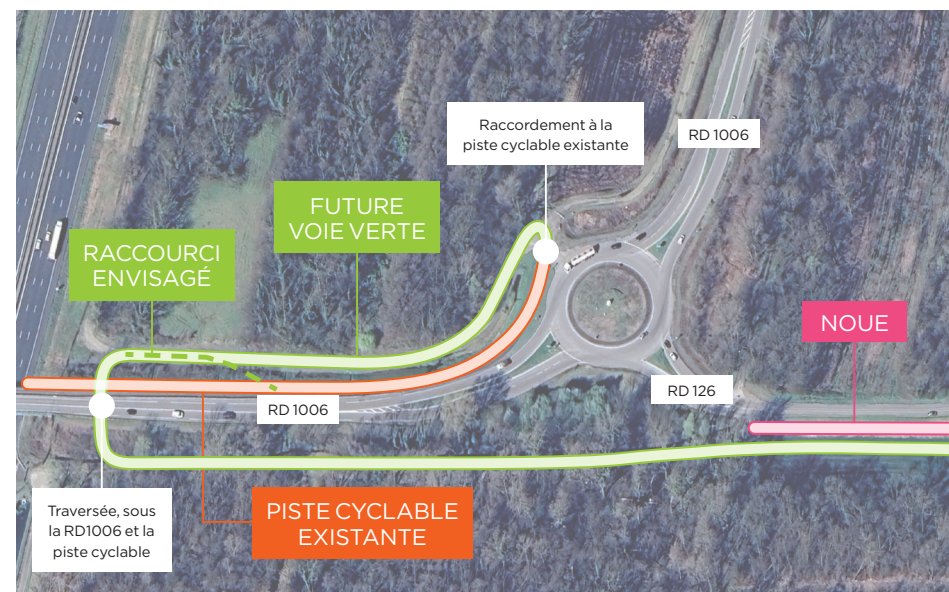 Raccordement à la
piste cyclable existante
RD 1006
FUTURE
VOIE VERTE
RACCOURCI
ENVISAGÉ
NOUE
RD 126
RD 1006
Traversée, sous
la RD1006 et la
piste cyclable
PISTE CYCLABLE
EXISTANTE